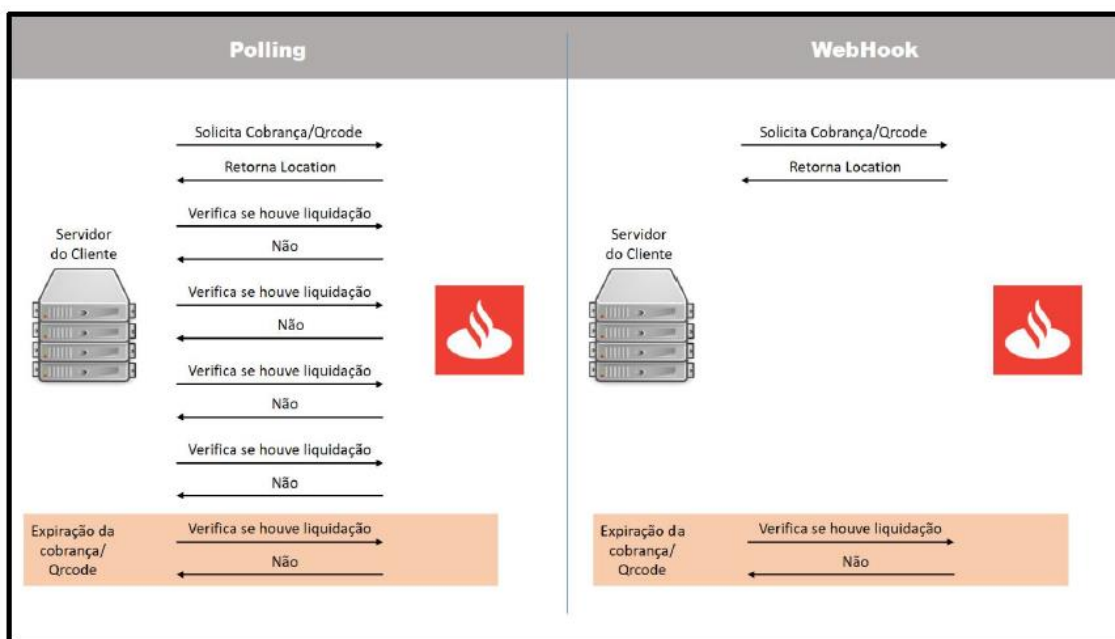 Polling
Solicita Cobrança/Qrcode
Retorna Location
Verifica se houve liquidação
Não
Servidor
do Cliente
Verifica se houve liquidação
Não
Verifica se houve liquidação
Não
Verifica se houve liquidação
Não
Expiração da
cobrança/
Qrcode
Verifica se houve liquidação
Não
WebHook
Solicita Cobrança/Qrcode
Retorna Location
Servidor
do Cliente
Expiração da
cobrança/
Qrcode
Verifica se houve liquidação
Não